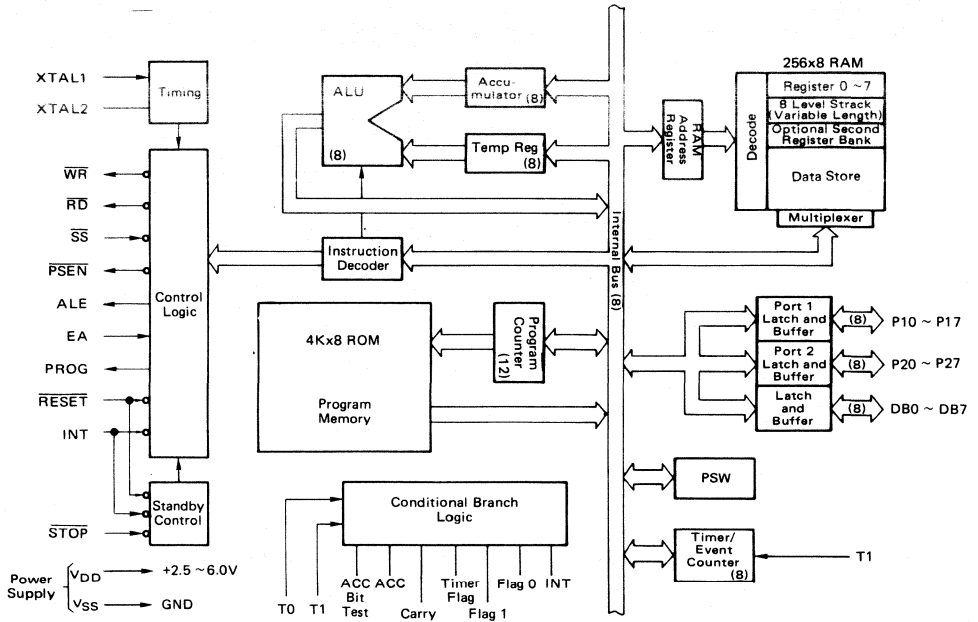 XTAL1
XTAL2
Timing
WR
RD
SS
PSEN
ALE
EA
PROG
RESET
INT
STOP
Control
Logic
Standby
Control
Power
Supply
VDD
+2.5 ~ 6.0V
VSS
GND
ALU
(8)
Accu-
mulator
(8)
Temp Reg
(8)
Instruction
Decoder
4Kx8 ROM
Program
Memory
Program
Counter
(12)
Conditional Branch
Logic
T0
T1
ACC
Bit
Test
ACC
Carry
Timer
Flag
Flag 1
Flag 0
INT
Internal Bus (8)
RAM
Address
Register
256x8 RAM
Decode
Register 0 ~ 7
8 Level Strack
(Variable Length)
Optional Second
Register Bank
Data Store
Multiplexer
Port 1
Latch and
Buffer
(8)
P10 ~ P17
Port 2
Latch and
Buffer
(8)
P20 ~ P27
Latch
and
Buffer
(8)
DB0 ~ DB7
PSW
Timer/
Event
Counter
(8)
T1